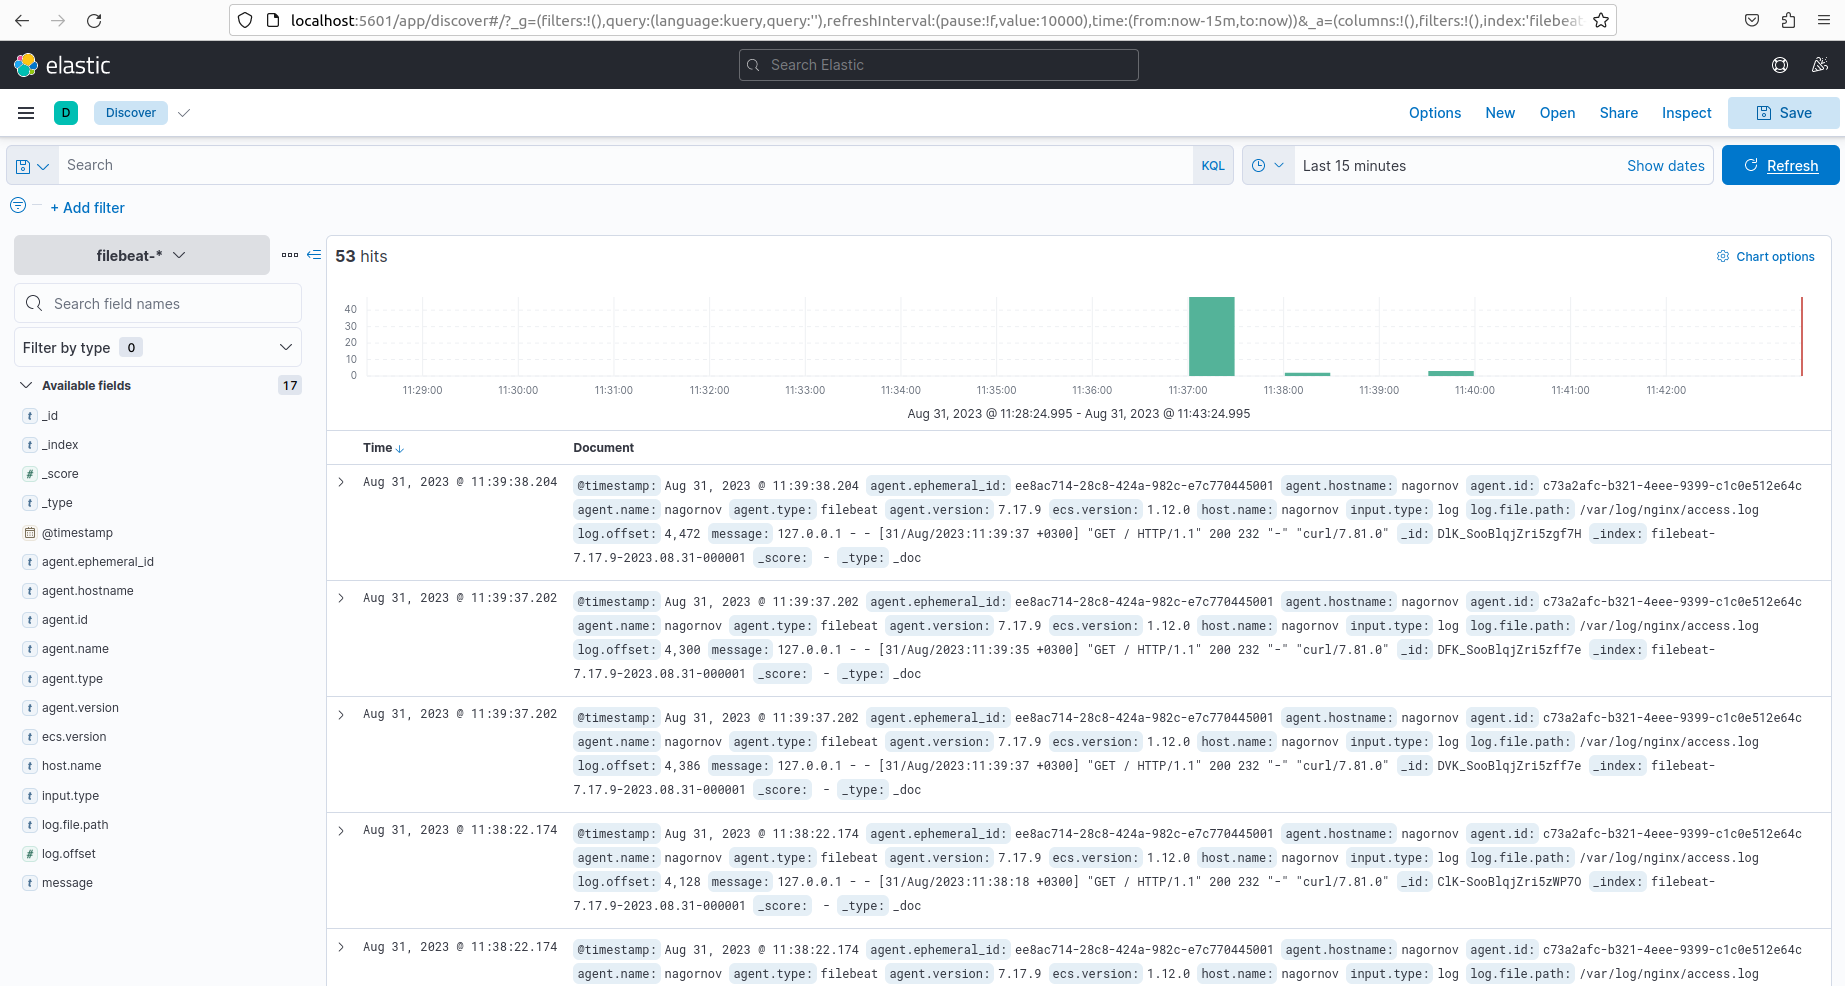 localhost:5601/app/discover#/?_g=(filters:!(),query:(language:kuery,query:''),refreshInterval:(pause:!f,value:10000),time:(from:now-15m,to:now))&_a=(columns:!(),filters:!(),index:'filebeat
elastic
Search Elastic
D Discover Options New Open Share Inspect Save
Search KQL Last 15 minutes Show dates Refresh
+ Add filter
filebeat-*
Search field names
Filter by type 0
Available fields 17
t _id
t _index
# _score
t _type
@timestamp
t agent.ephemeral_id
t agent.hostname
t agent.id
t agent.name
t agent.type
t agent.version
t ecs.version
t host.name
t input.type
t log.file.path
# log.offset
t message
53 hits Chart options
40
30
20
10
0
11:29:00 11:30:00 11:31:00 11:32:00 11:33:00 11:34:00 11:35:00 11:36:00 11:37:00 11:38:00 11:39:00 11:40:00 11:41:00 11:42:00
Aug 31, 2023 @ 11:28:24.995 - Aug 31, 2023 @ 11:43:24.995
Time Document
Aug 31, 2023 @ 11:39:38.204 @timestamp: Aug 31, 2023 @ 11:39:38.204 agent.ephemeral_id: ee8ac714-28c8-424a-982c-e7c770445001 agent.hostname: nagornov agent.id: c73a2afc-b321-4eee-9399-c1c0e512e64c
agent.name: nagornov agent.type: filebeat agent.version: 7.17.9 ecs.version: 1.12.0 host.name: nagornov input.type: log log.file.path: /var/log/nginx/access.log
log.offset: 4,472 message: 127.0.0.1 - - [31/Aug/2023:11:39:37 +0300] "GET / HTTP/1.1" 200 232 "-" "curl/7.81.0" _id: DlK_SooBlqjZri5zgf7H _index: filebeat-
7.17.9-2023.08.31-000001 _score: - _type: _doc
Aug 31, 2023 @ 11:39:37.202 @timestamp: Aug 31, 2023 @ 11:39:37.202 agent.ephemeral_id: ee8ac714-28c8-424a-982c-e7c770445001 agent.hostname: nagornov agent.id: c73a2afc-b321-4eee-9399-c1c0e512e64c
agent.name: nagornov agent.type: filebeat agent.version: 7.17.9 ecs.version: 1.12.0 host.name: nagornov input.type: log log.file.path: /var/log/nginx/access.log
log.offset: 4,300 message: 127.0.0.1 - - [31/Aug/2023:11:39:35 +0300] "GET / HTTP/1.1" 200 232 "-" "curl/7.81.0" _id: DFK_SooBlqjZri5zff7e _index: filebeat-
7.17.9-2023.08.31-000001 _score: - _type: _doc
Aug 31, 2023 @ 11:39:37.202 @timestamp: Aug 31, 2023 @ 11:39:37.202 agent.ephemeral_id: ee8ac714-28c8-424a-982c-e7c770445001 agent.hostname: nagornov agent.id: c73a2afc-b321-4eee-9399-c1c0e512e64c
agent.name: nagornov agent.type: filebeat agent.version: 7.17.9 ecs.version: 1.12.0 host.name: nagornov input.type: log log.file.path: /var/log/nginx/access.log
log.offset: 4,386 message: 127.0.0.1 - - [31/Aug/2023:11:39:37 +0300] "GET / HTTP/1.1" 200 232 "-" "curl/7.81.0" _id: DVK_SooBlqjZri5zff7e _index: filebeat-
7.17.9-2023.08.31-000001 _score: - _type: _doc
Aug 31, 2023 @ 11:38:22.174 @timestamp: Aug 31, 2023 @ 11:38:22.174 agent.ephemeral_id: ee8ac714-28c8-424a-982c-e7c770445001 agent.hostname: nagornov agent.id: c73a2afc-b321-4eee-9399-c1c0e512e64c
agent.name: nagornov agent.type: filebeat agent.version: 7.17.9 ecs.version: 1.12.0 host.name: nagornov input.type: log log.file.path: /var/log/nginx/access.log
log.offset: 4,128 message: 127.0.0.1 - - [31/Aug/2023:11:38:18 +0300] "GET / HTTP/1.1" 200 232 "-" "curl/7.81.0" _id: ClK-SooBlqjZri5zWP7O _index: filebeat-
7.17.9-2023.08.31-000001 _score: - _type: _doc
Aug 31, 2023 @ 11:38:22.174 @timestamp: Aug 31, 2023 @ 11:38:22.174 agent.ephemeral_id: ee8ac714-28c8-424a-982c-e7c770445001 agent.hostname: nagornov agent.id: c73a2afc-b321-4eee-9399-c1c0e512e64c
agent.name: nagornov agent.type: filebeat agent.version: 7.17.9 ecs.version: 1.12.0 host.name: nagornov input.type: log log.file.path: /var/log/nginx/access.log